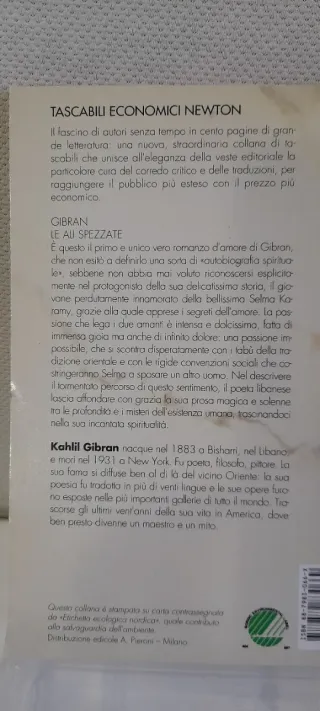 TASCABILI ECONOMICI NEWTON
Il fascino di autori senza tempo in cento pagine di gran-
de letteratura: una nuova, straordinaria collana di ta-
scabili che unisce all'eleganza della veste editoriale la
particolare cura del corredo critico e delle traduzioni, per
raggiungere il pubblico più esteso con il prezzo più
economico.
GIBRAN
LE ALI SPEZZATE
È questo il primo e unico vero romanzo d'amore di Gibran,
che non esitò a definirlo una sorta di «autobiografia spiritua-
le», sebbene non abbia mai voluto riconoscersi esplicita-
mente nel protagonista della sua delicatissima storia, il gio-
vane perdutamente innamorato della bellissima Selma Ka-
ramy, grazie alla quale apprese i segreti dell'amore. La pas-
sione che lega i due amanti è intensa e dolcissima, fatta di
immensa gioia ma anche di infinito dolore: una passione im-
possibile, che si scontra disperatamente con i tabù della tra-
dizione orientale e con le rigide convenzioni sociali che co-
stringeranno Selma a sposare un altro uomo. Nel descrivere
il tormentato percorso di questo sentimento, il poeta libanese
lascia affondare con grazia la sua prosa magica e solenne
tra le profondità e i misteri dell'esistenza umana, trascinandoci
nella sua incantata spiritualità.
Kahlil Gibran nacque nel 1883 a Bisharri, nel Libano,
e morì nel 1931 a New York. Fu poeta, filosofo, pittore. La
sua fama si diffuse ben al di là del vicino Oriente: la sua
poesia fu tradotta in più di venti lingue e le sue opere furo-
no esposte nelle più importanti gallerie di tutto il mondo. Tra-
scorse gli ultimi vent'anni della sua vita in America, dove
ben presto divenne un maestro e un mito.
Questa collana è stampata su carta contrassegnata
da «Etichetta ecologica nordica», quale contributo
alla salvaguardia dell'ambiente.
Distribuzione edicole A. Pieroni – Milano.